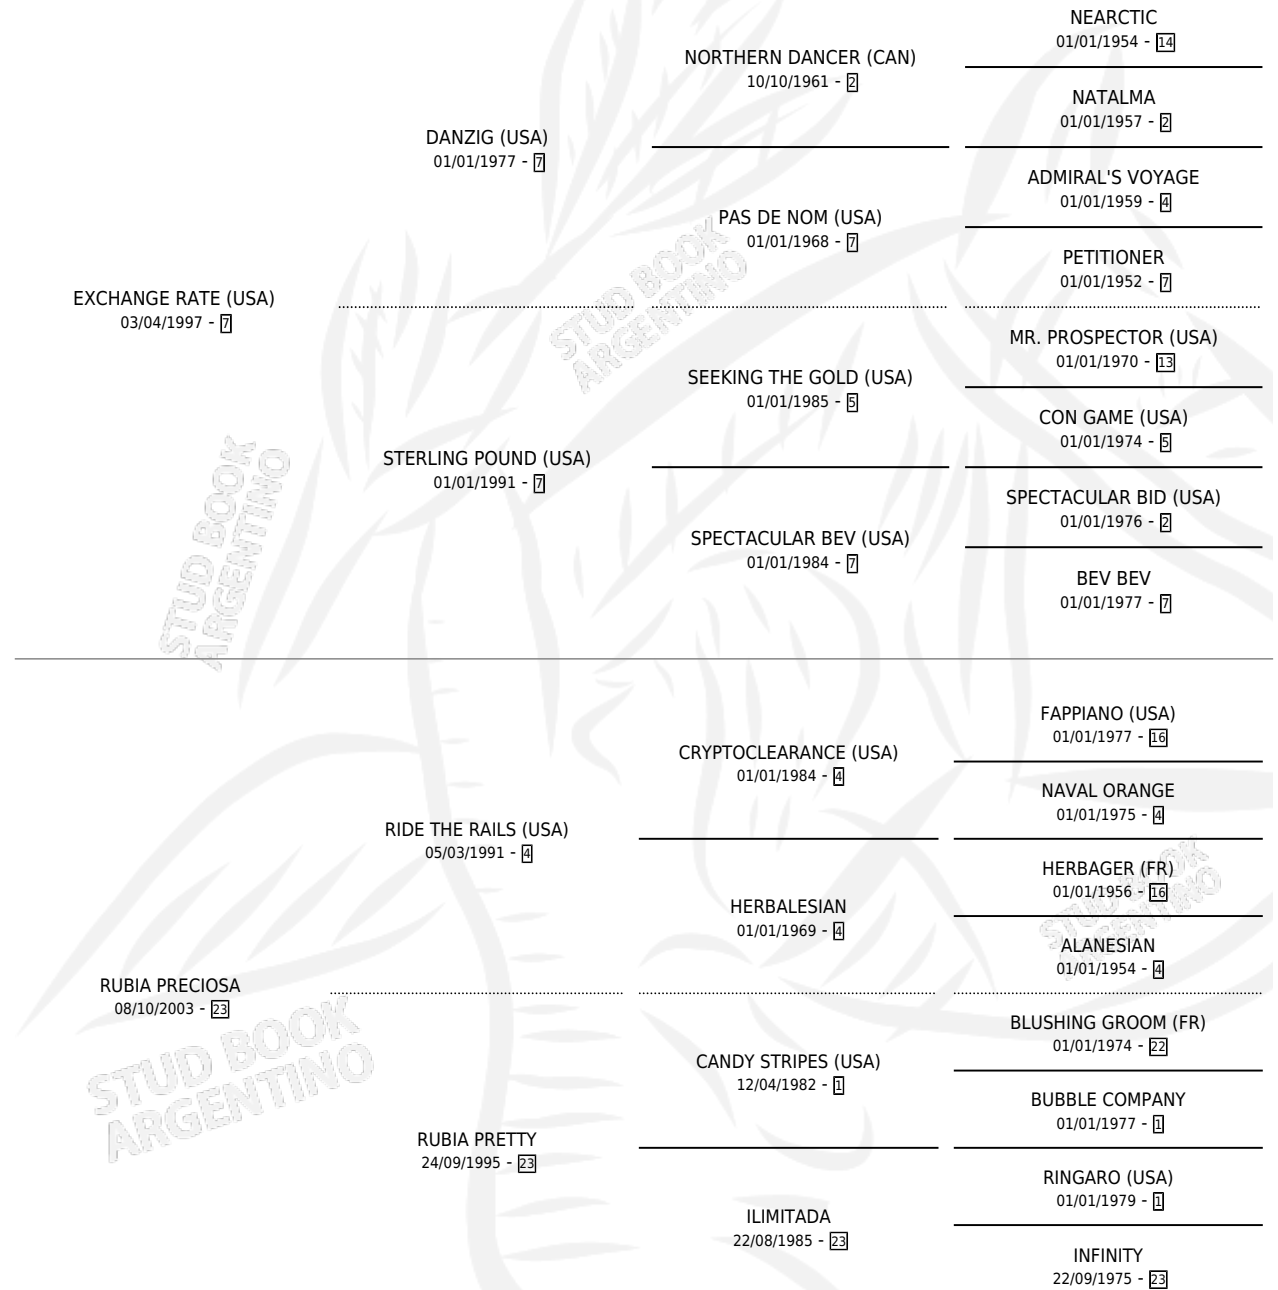 NEARCTIC
01/01/1954 - 14
NORTHERN DANCER (CAN)
10/10/1961 - 2
NATALMA
01/01/1957 - 2
DANZIG (USA)
01/01/1977 - 7
ADMIRAL'S VOYAGE
01/01/1959 - 4
PAS DE NOM (USA)
01/01/1968 - 7
PETITIONER
01/01/1952 - 7
EXCHANGE RATE (USA)
03/04/1997 - 7
MR. PROSPECTOR (USA)
01/01/1970 - 13
SEEKING THE GOLD (USA)
01/01/1985 - 5
CON GAME (USA)
01/01/1974 - 5
STERLING POUND (USA)
01/01/1991 - 7
SPECTACULAR BID (USA)
01/01/1976 - 2
SPECTACULAR BEV (USA)
01/01/1984 - 7
BEV BEV
01/01/1977 - 7
FAPPIANO (USA)
01/01/1977 - 16
CRYPTOCLEARANCE (USA)
01/01/1984 - 4
NAVAL ORANGE
01/01/1975 - 4
RIDE THE RAILS (USA)
05/03/1991 - 4
HERBAGER (FR)
01/01/1956 - 16
HERBALESIAN
01/01/1969 - 4
ALANESIAN
01/01/1954 - 4
RUBIA PRECIOSA
08/10/2003 - 23
BLUSHING GROOM (FR)
01/01/1974 - 22
CANDY STRIPES (USA)
12/04/1982 - 1
BUBBLE COMPANY
01/01/1977 - 1
RUBIA PRETTY
24/09/1995 - 23
RINGARO (USA)
01/01/1979 - 1
ILIMITADA
22/08/1985 - 23
INFINITY
22/09/1975 - 23
STUD BOOK
ARGENTINO
STUD BOOK
ARGENTINO
STUD BOOK
ARGENTINO
STUD BOOK
ARGENTINO